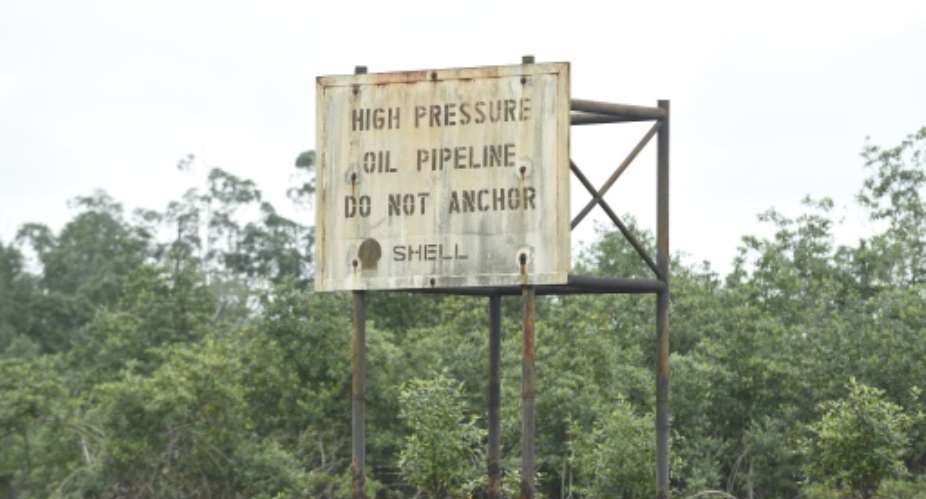 HIGH PRESSURE
OIL PIPELINE
DO NOT ANCHOR
SHELL